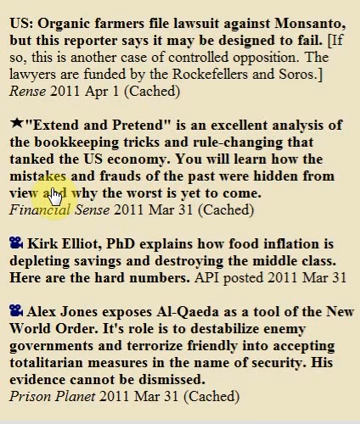 US: Organic farmers file lawsuit against Monsanto,
but this reporter says it may be designed to fail. [If
so, this is another case of controlled opposition. The
lawyers are funded by the Rockefellers and Soros.]
Rense 2011 Apr 1 (Cached)
★"Extend and Pretend" is an excellent analysis of
the bookkeeping tricks and rule-changing that
tanked the US economy. You will learn how the
mistakes and frauds of the past were hidden from
view and why the worst is yet to come.
Financial Sense 2011 Mar 31 (Cached)
Kirk Elliot, PhD explains how food inflation is
depleting savings and destroying the middle class.
Here are the hard numbers. API posted 2011 Mar 31
Alex Jones exposes Al-Qaeda as a tool of the New
World Order. It's role is to destabilize enemy
governments and terrorize friendly into accepting
totalitarian measures in the name of security. His
evidence cannot be dismissed.
Prison Planet 2011 Mar 31 (Cached)